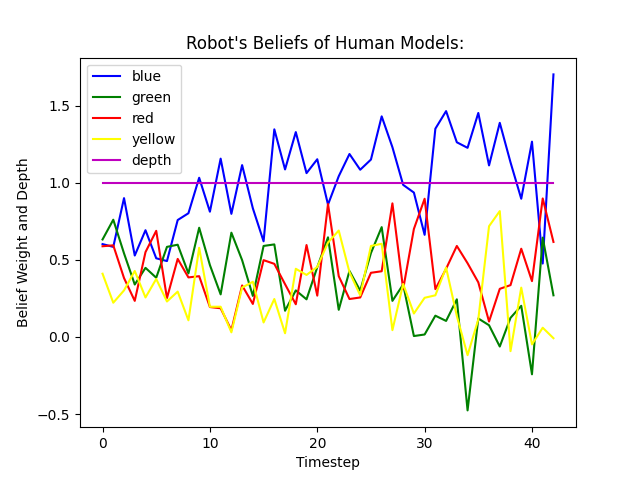 Robot's Beliefs of Human Models:
blue
green
red
yellow
depth
Belief Weight and Depth
1.5
1.0
0.5
0.0
−0.5
0 10 20 30 40
Timestep